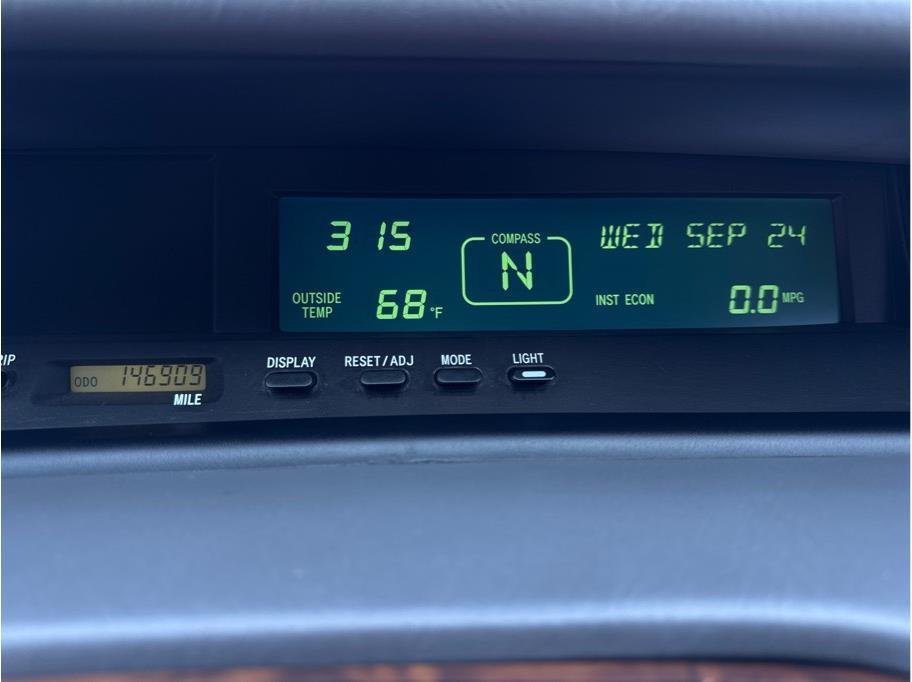 3 15
COMPASS
N
WED SEP 24
OUTSIDE
TEMP
68°F
INST ECON
0.0 MPG
ODO 146909
MILE
DISPLAY
RESET/ADJ
MODE
LIGHT